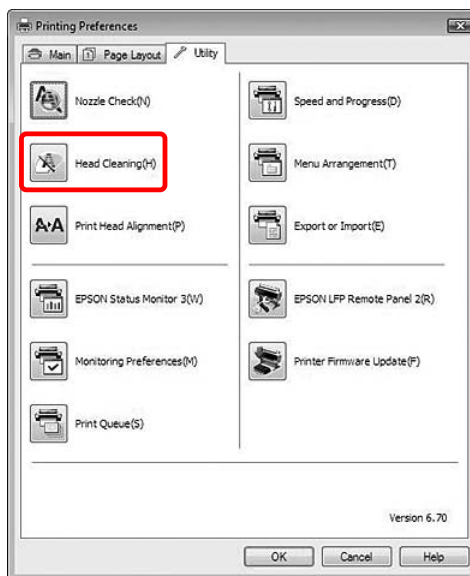 Printing Preferences
Main
Page Layout
Utility
Nozzle Check(N)
Speed and Progress(D)
Head Cleaning(H)
Menu Arrangement(T)
Print Head Alignment(P)
Export or Import(E)
EPSON Status Monitor 3(W)
EPSON LFP Remote Panel 2(R)
Monitoring Preferences(M)
Printer Firmware Update(F)
Print Queue(S)
Version 6.70
OK
Cancel
Help